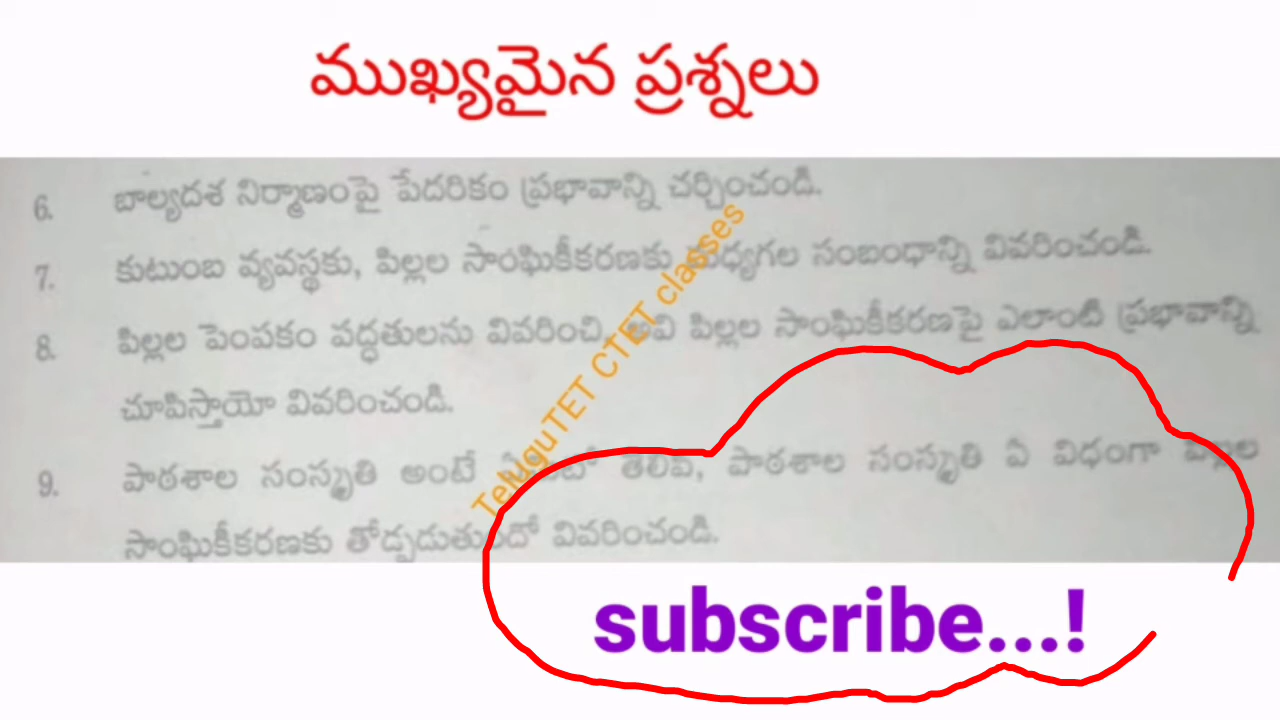 ముఖ్యమైన ప్రశ్నలు
6. బాల్యదశ నిర్మాణంపై పేదరికం ప్రభావాన్ని చర్చించండి.
7. కుటుంబ వ్యవస్థకు, పిల్లల సాంఘికీకరణకు మధ్యగల సంబంధాన్ని వివరించండి.
8. పిల్లల పెంపకం పద్ధతులను వివరించి, అవి పిల్లల సాంఘికీకరణపై ఎలాంటి ప్రభావాన్ని
చూపిస్తాయో వివరించండి.
9. పాఠశాల సంస్కృతి అంటే ఏమిటో తెలిపి, పాఠశాల సంస్కృతి ఏ విధంగా పిల్లల
సాంఘికీకరణకు తోడ్పడుతుందో వివరించండి.
TeluguTET CTET classes
subscribe...!